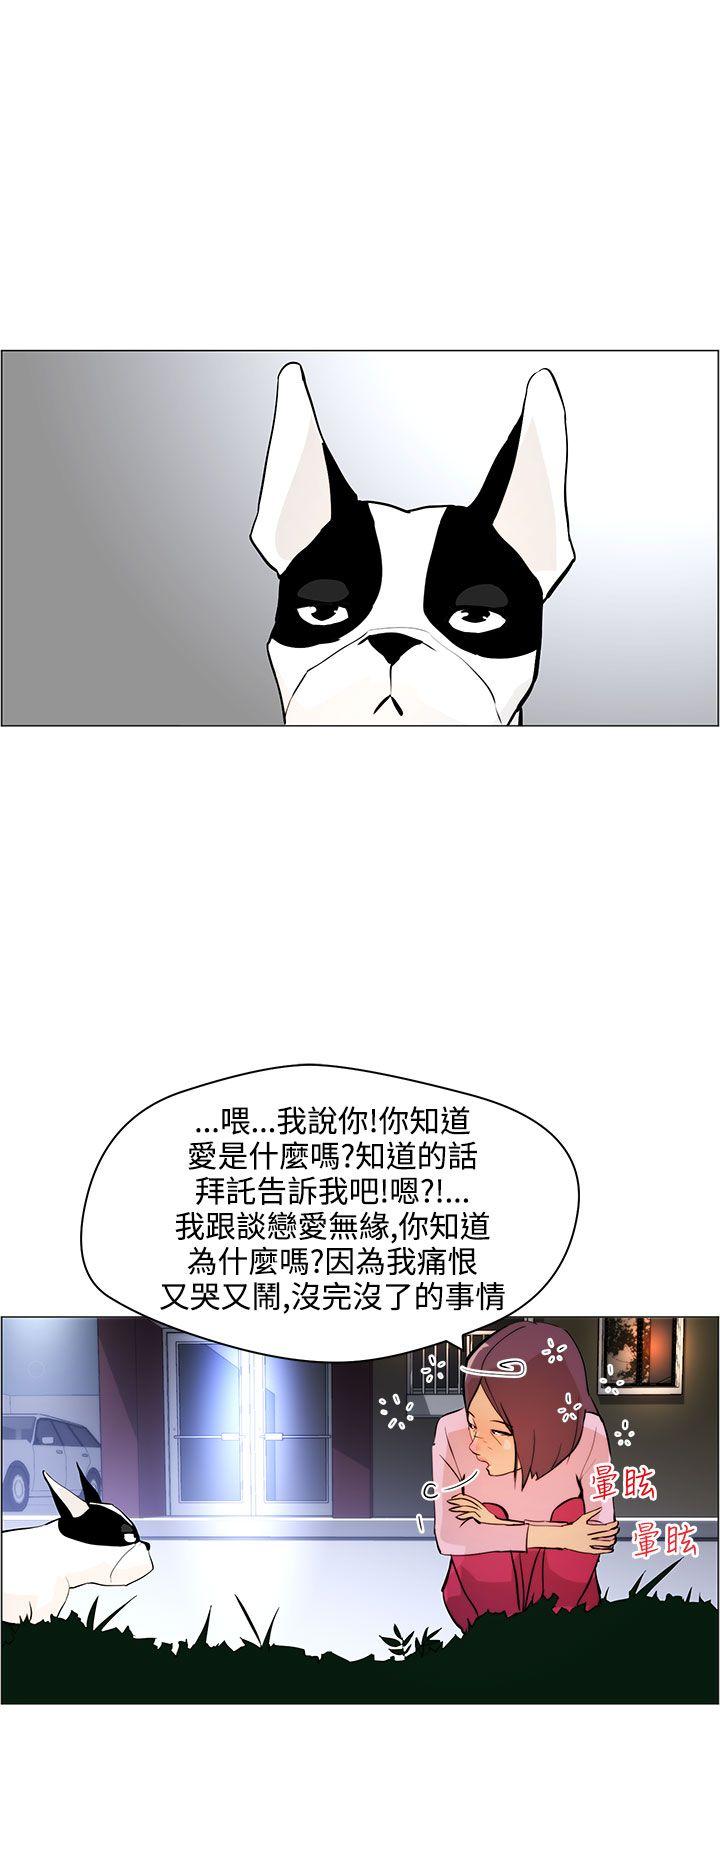 ...喂...我說你!你知道
愛是什麼嗎?知道的話
拜託告訴我吧!嗯?!...
我跟談戀愛無緣,你知道
為什麼嗎?因為我痛恨
又哭又鬧,沒完沒了的事情
暈眩
暈眩